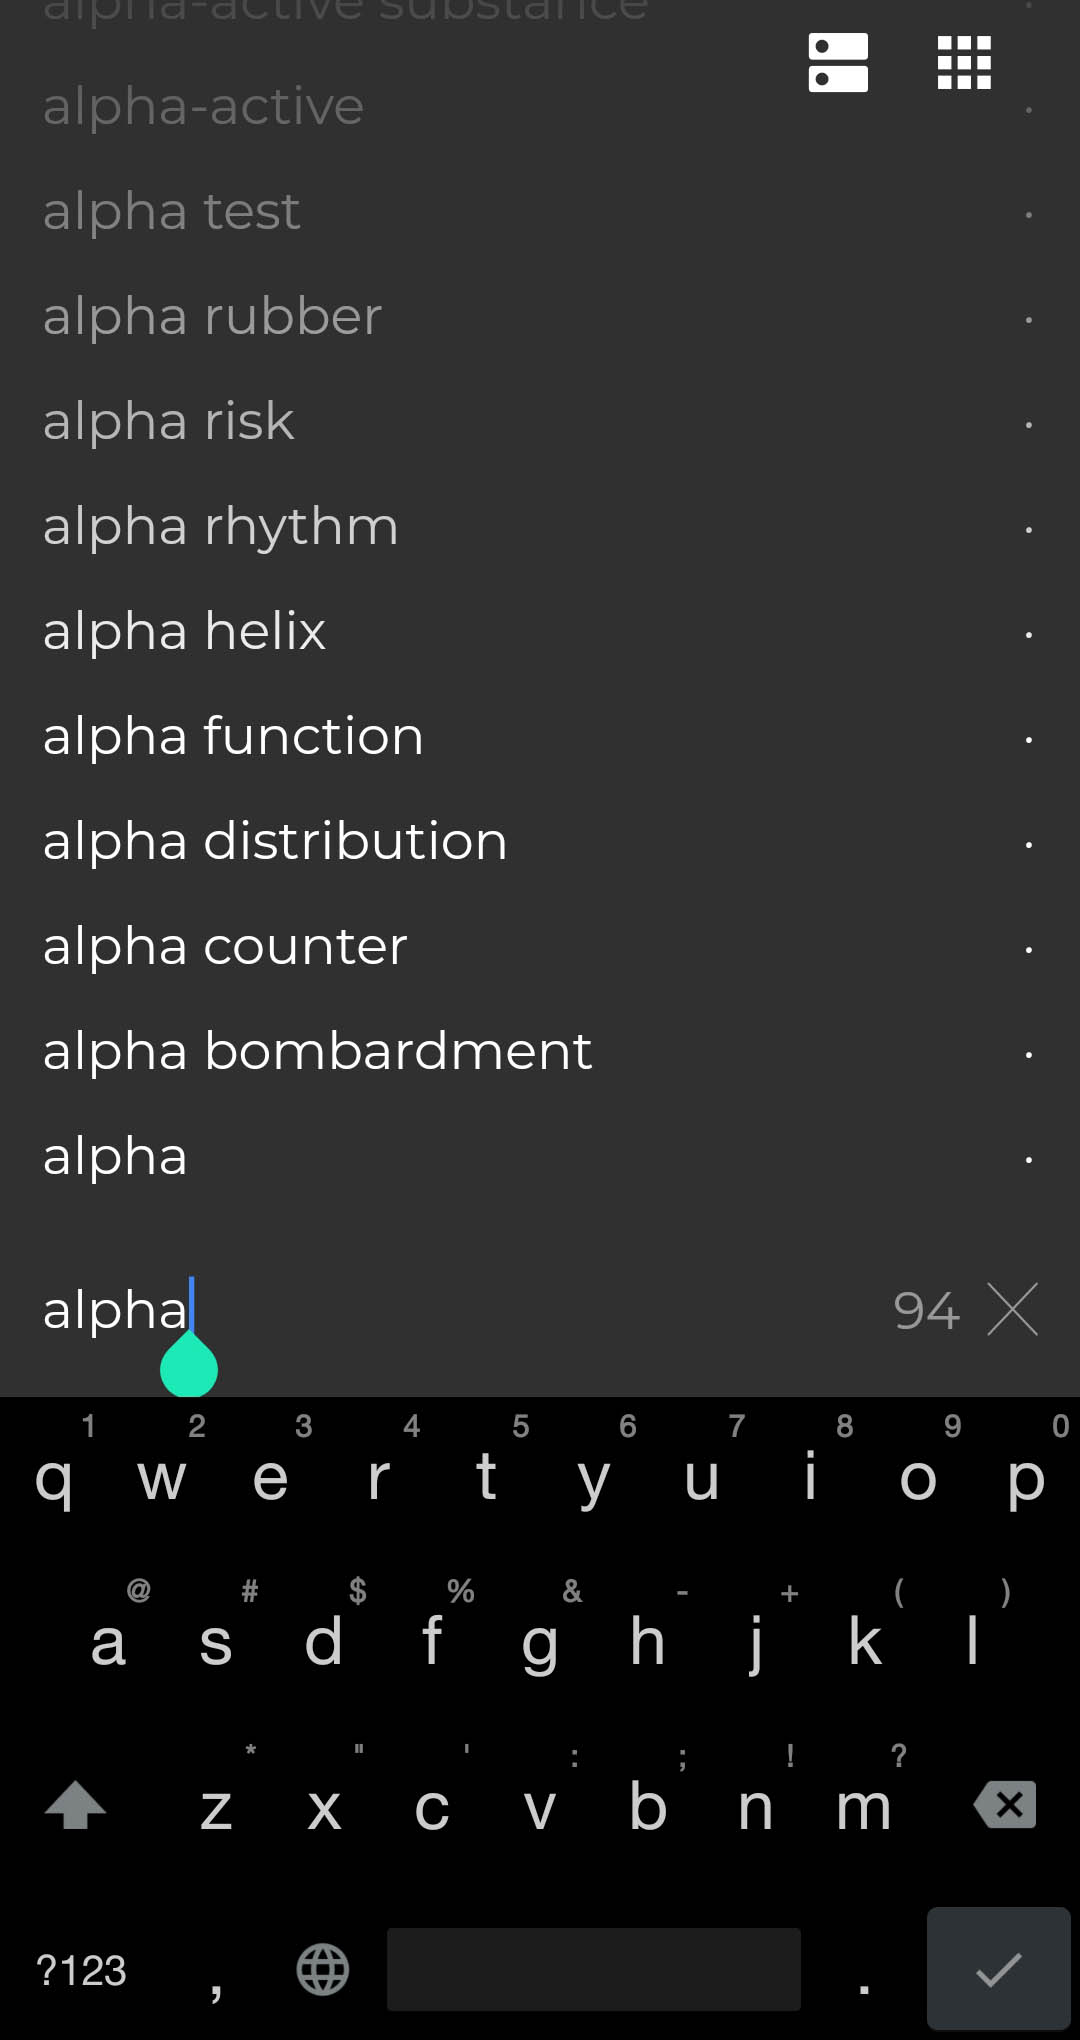 alpha-active substance
alpha-active
alpha test
alpha rubber
alpha risk
alpha rhythm
alpha helix
alpha function
alpha distribution
alpha counter
alpha bombardment
alpha
alpha 94
1 2 3 4 5 6 7 8 9 0
q w e r t y u i o p
@ # $ % & - + ( )
a s d f g h j k l
* " ' : ; ! ?
z x c v b n m
?123 , .